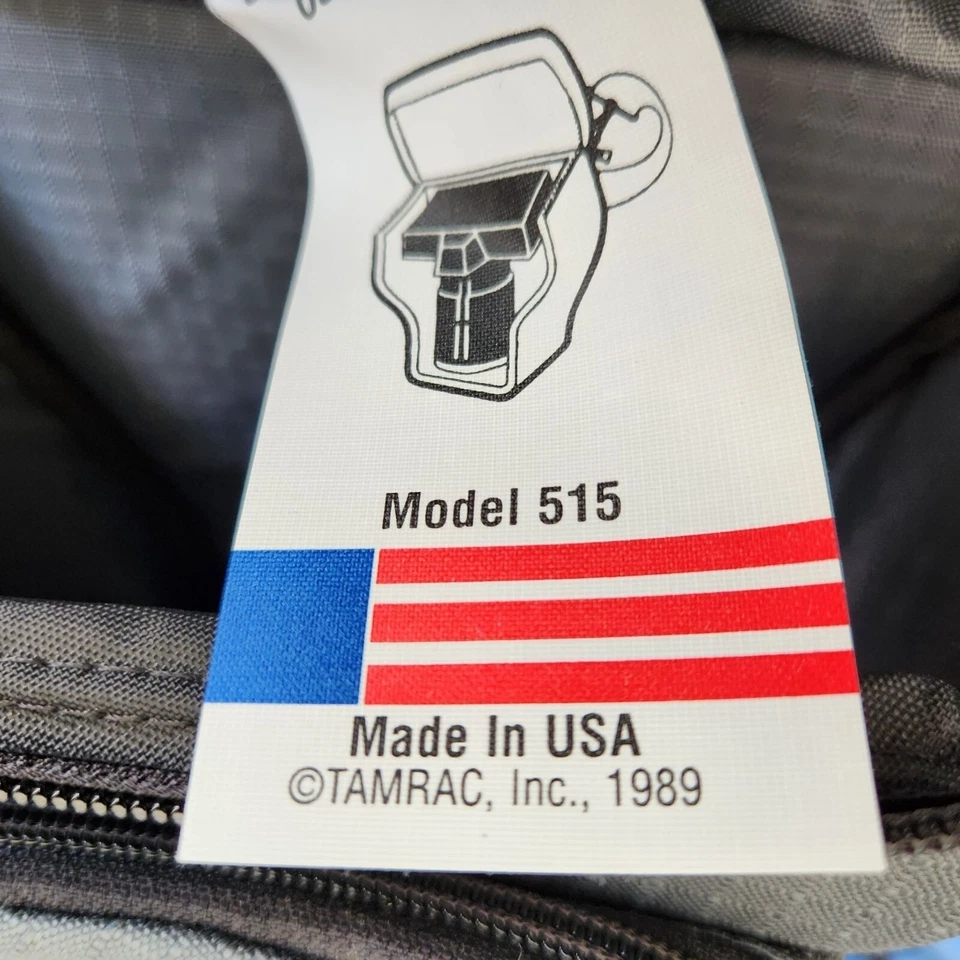 Model 515
Made In USA
©TAMRAC, Inc., 1989